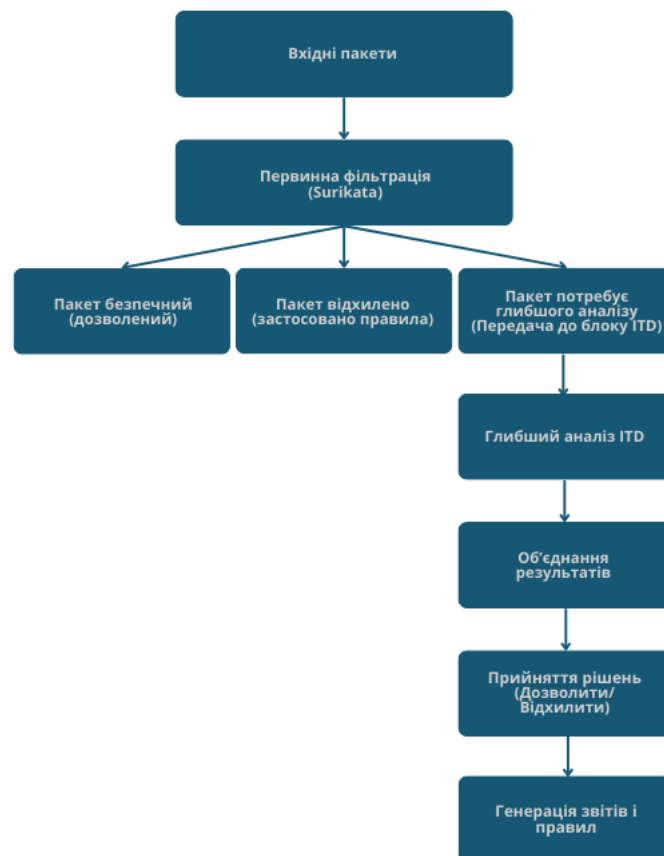 Вхідні пакети
Первинна фільтрація
(Surikata)
Пакет безпечний
(дозволений)
Пакет відхилено
(застосовано правила)
Пакет потребує
глибшого аналізу
(Передача до блоку ITD)
Глибший аналіз ITD
Об’єднання
результатів
Прийняття рішень
(Дозволити/
Відхилити)
Генерація звітів і
правил